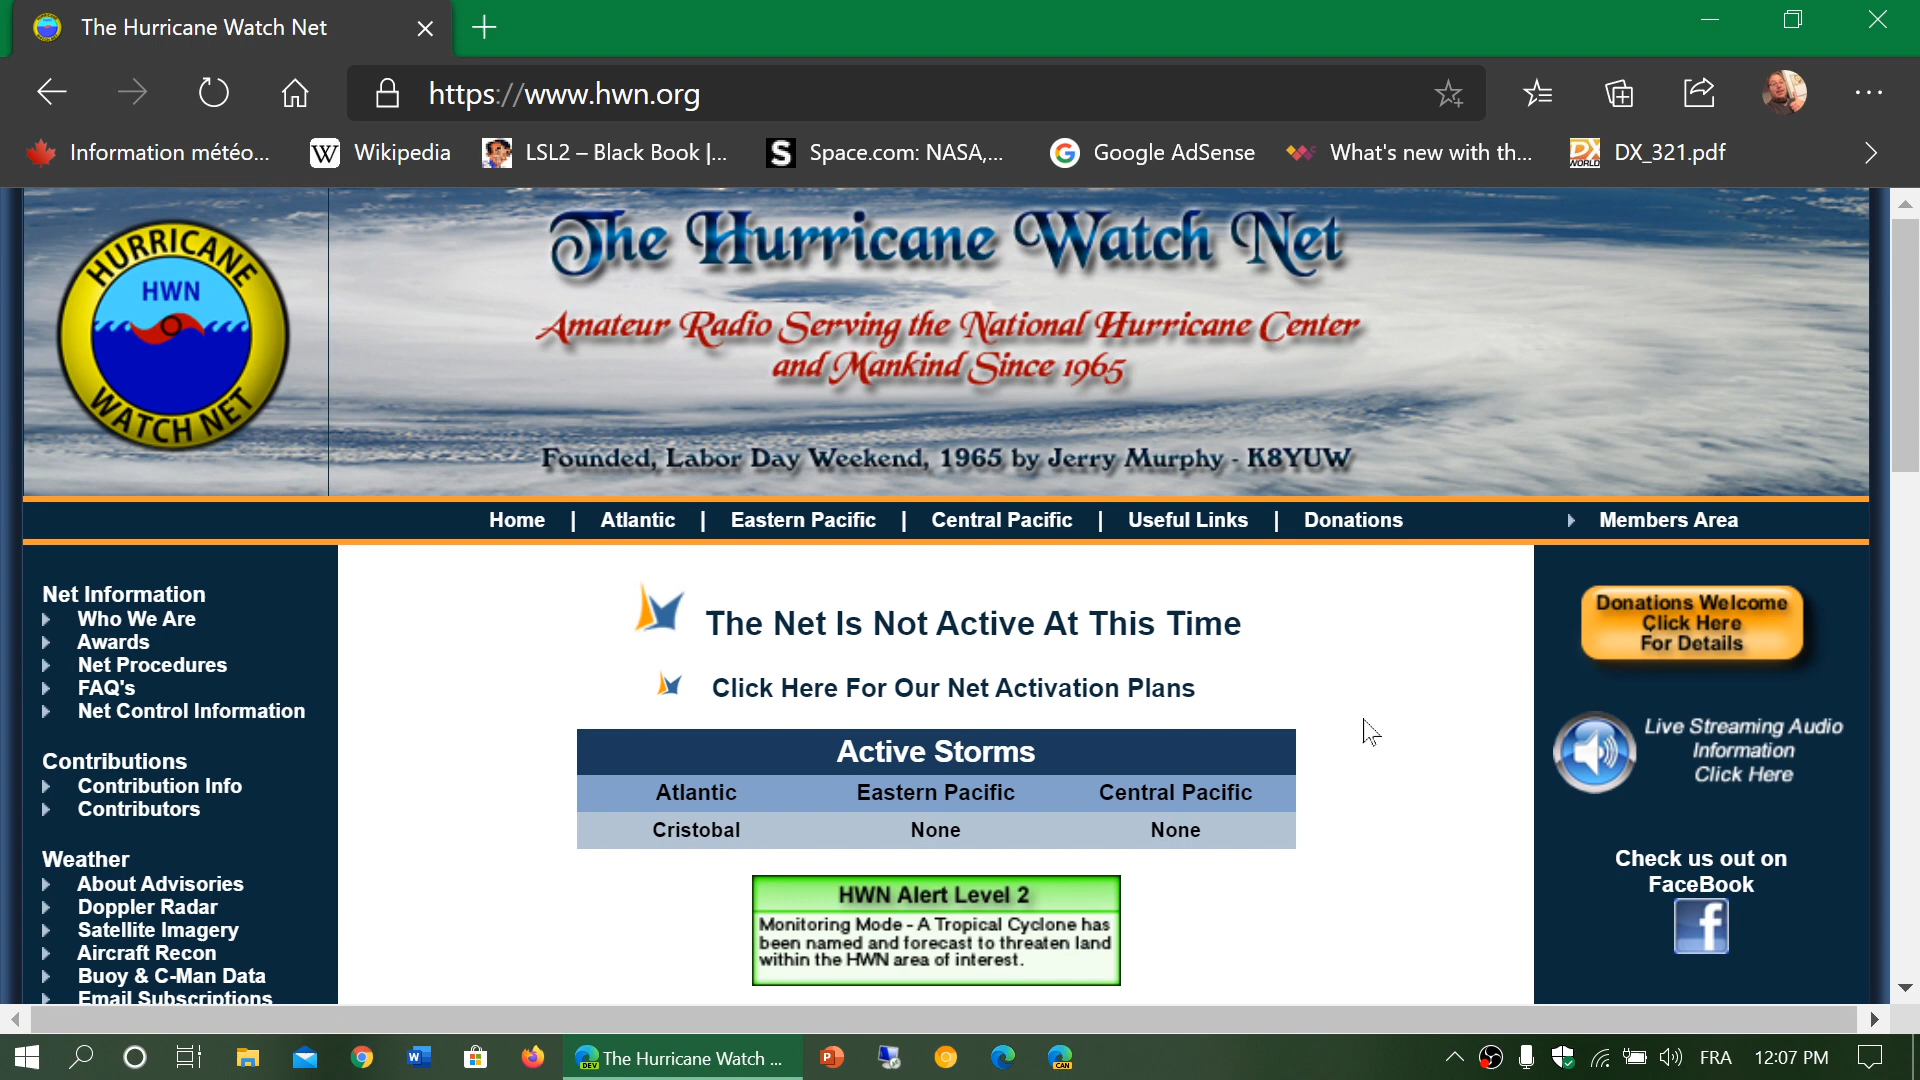 The Hurricane Watch Net
https://www.hwn.org
Information météo...
Wikipedia
LSL2 – Black Book |...
Space.com: NASA,...
Google AdSense
What's new with th...
DX_321.pdf
HURRICANE
HWN
WATCH NET
The Hurricane Watch Net
Amateur Radio Serving the National Hurricane Center
and Mankind Since 1965
Founded, Labor Day Weekend, 1965 by Jerry Murphy - K8YUW
Home | Atlantic | Eastern Pacific | Central Pacific | Useful Links | Donations
Members Area
Net Information
Who We Are
Awards
Net Procedures
FAQ's
Net Control Information
Contributions
Contribution Info
Contributors
Weather
About Advisories
Doppler Radar
Satellite Imagery
Aircraft Recon
Buoy & C-Man Data
Email Subscriptions
The Net Is Not Active At This Time
Click Here For Our Net Activation Plans
Active Storms
Atlantic Eastern Pacific Central Pacific
Cristobal None None
HWN Alert Level 2
Monitoring Mode - A Tropical Cyclone has
been named and forecast to threaten land
within the HWN area of interest.
Donations Welcome
Click Here
For Details
Live Streaming Audio
Information
Click Here
Check us out on
FaceBook
The Hurricane Watch ...
FRA
12:07 PM